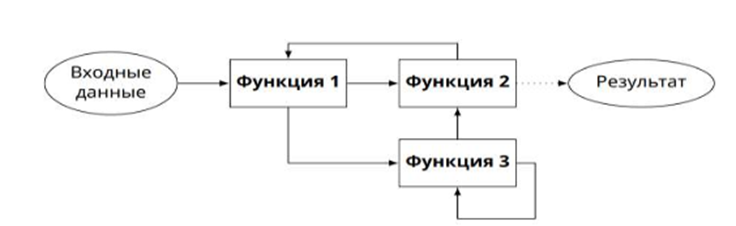 Входные
данные
Функция 1
Функция 2
Результат
Функция 3